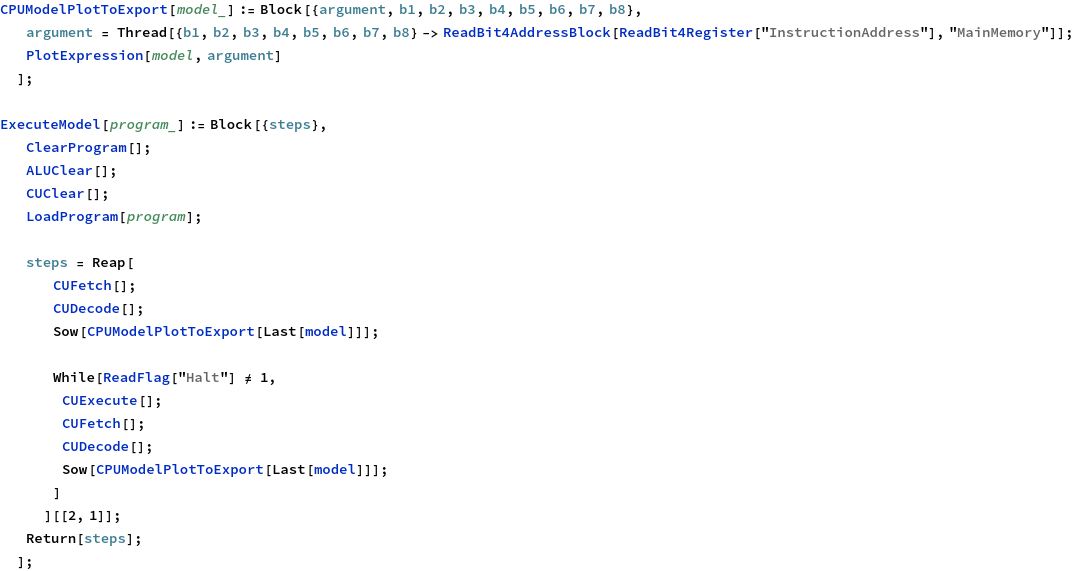 CPUModelPlotToExport[model_] := Block[{argument, b1, b2, b3, b4, b5, b6, b7, b8},
argument = Thread[{b1, b2, b3, b4, b5, b6, b7, b8} -> ReadBit4AddressBlock[ReadBit4Register["InstructionAddress"], "MainMemory"]];
PlotExpression[model, argument]
];
ExecuteModel[program_] := Block[{steps},
ClearProgram[];
ALUClear[];
CUClear[];
LoadProgram[program];
steps = Reap[
CUFetch[];
CUDecode[];
Sow[CPUModelPlotToExport[Last[model]]];
While[ReadFlag["Halt"] ≠ 1,
CUExecute[];
CUFetch[];
CUDecode[];
Sow[CPUModelPlotToExport[Last[model]]];
]
][[2, 1]];
Return[steps];
];